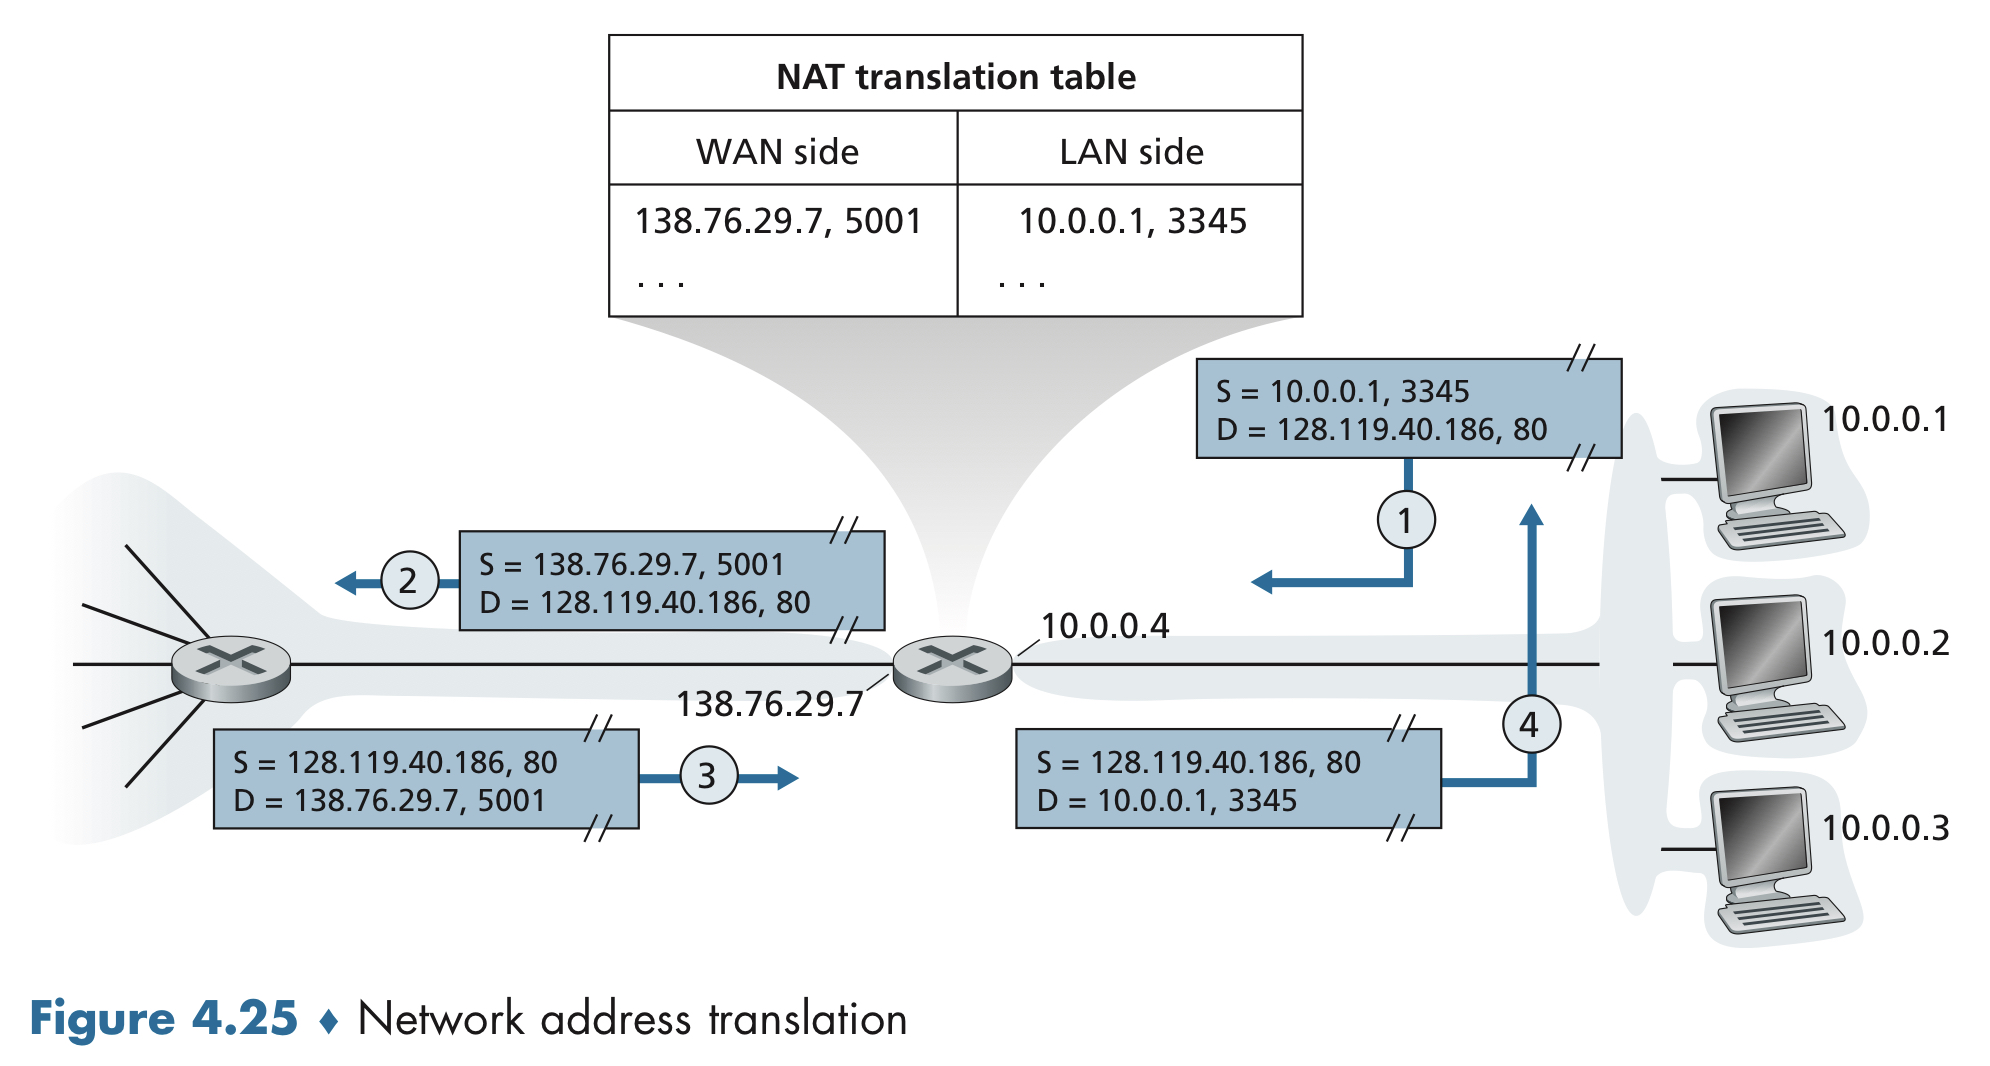 NAT translation table
WAN side LAN side
138.76.29.7, 5001 10.0.0.1, 3345
. . . . . .
S = 10.0.0.1, 3345
D = 128.119.40.186, 80
10.0.0.1
1
S = 138.76.29.7, 5001
D = 128.119.40.186, 80
2
10.0.0.4
10.0.0.2
138.76.29.7
S = 128.119.40.186, 80
D = 138.76.29.7, 5001
3
S = 128.119.40.186, 80
D = 10.0.0.1, 3345
4
10.0.0.3
Figure 4.25 ♦ Network address translation